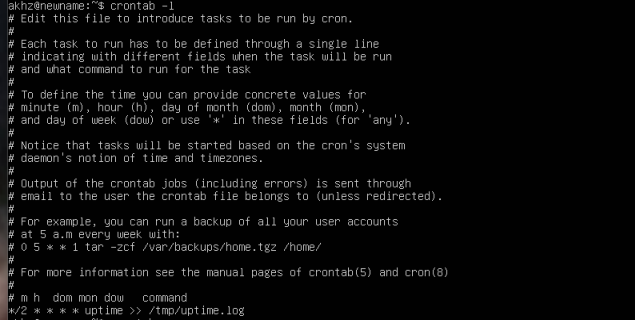 akhz@newname:~$ crontab -l
# Edit this file to introduce tasks to be run by cron.
#
# Each task to run has to be defined through a single line
# indicating with different fields when the task will be run
# and what command to run for the task
#
# To define the time you can provide concrete values for
# minute (m), hour (h), day of month (dom), month (mon),
# and day of week (dow) or use '*' in these fields (for 'any').
#
# Notice that tasks will be started based on the cron's system
# daemon's notion of time and timezones.
#
# Output of the crontab jobs (including errors) is sent through
# email to the user the crontab file belongs to (unless redirected).
#
# For example, you can run a backup of all your user accounts
# at 5 a.m every week with:
# 0 5 * * 1 tar -zcf /var/backups/home.tgz /home/
#
# For more information see the manual pages of crontab(5) and cron(8)
#
# m h  dom mon dow   command
*/2 * * * * uptime >> /tmp/uptime.log